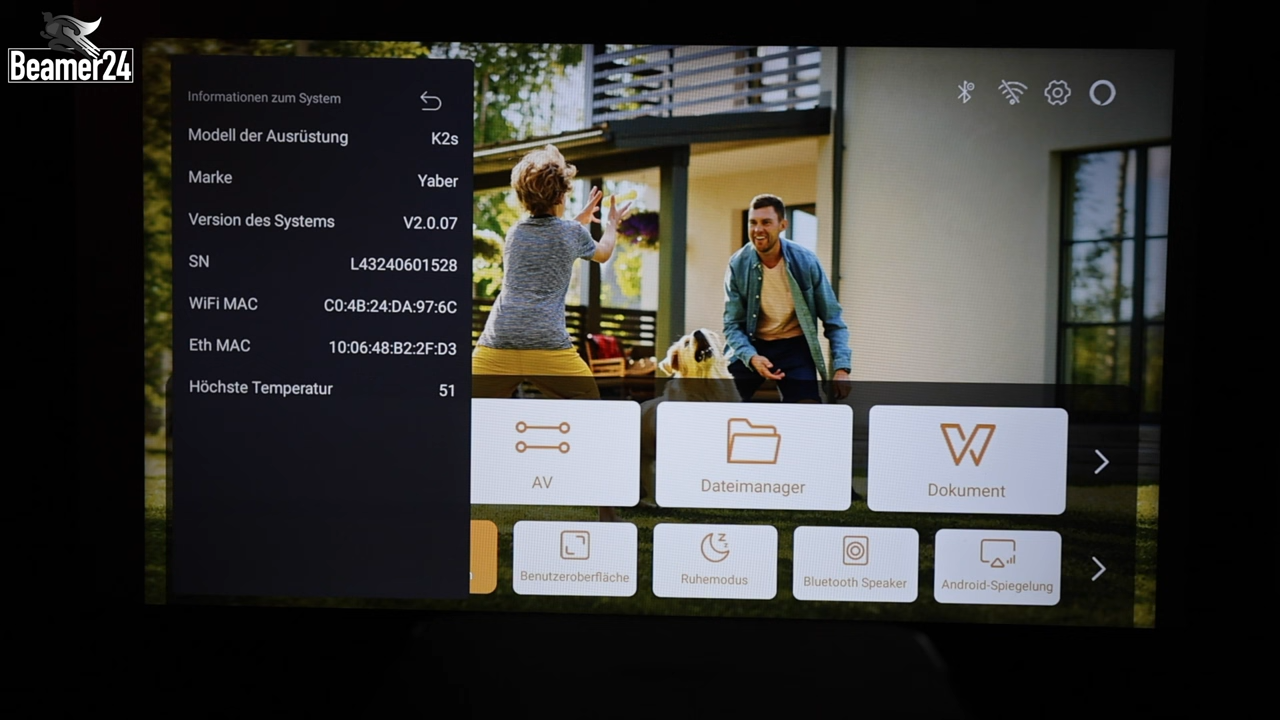 Beamer24
Informationen zum System
Modell der Ausrüstung K2s
Marke Yaber
Version des Systems V2.0.07
SN L43240601528
WiFi MAC C0:4B:24:DA:97:6C
Eth MAC 10:06:48:B2:2F:D3
Höchste Temperatur 51
AV
Dateimanager
Dokument
Benutzeroberfläche
Ruhemodus
Bluetooth Speaker
Android-Spiegelung